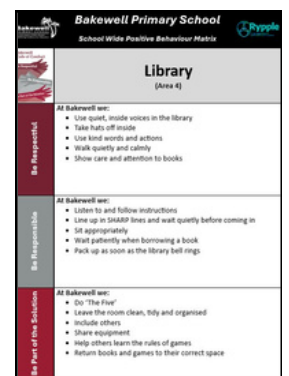 Bakewell Primary School
School Wide Positive Behaviour Matrix
Rypple
Bakewell
Code of Conduct
Library
(Area 4)
Be Respectful
At Bakewell we:
• Use quiet, inside voices in the library
• Take hats off inside
• Use kind words and actions
• Walk quietly and calmly
• Show care and attention to books
Be Responsible
At Bakewell we:
• Listen to and follow instructions
• Line up in SHARP lines and wait quietly before coming in
• Sit appropriately
• Wait patiently when borrowing a book
• Pack up as soon as the library bell rings
Be Part of the Solution
At Bakewell we:
• Do 'The Five'
• Leave the room clean, tidy and organised
• Include others
• Share equipment
• Help others learn the rules of games
• Return books and games to their correct space